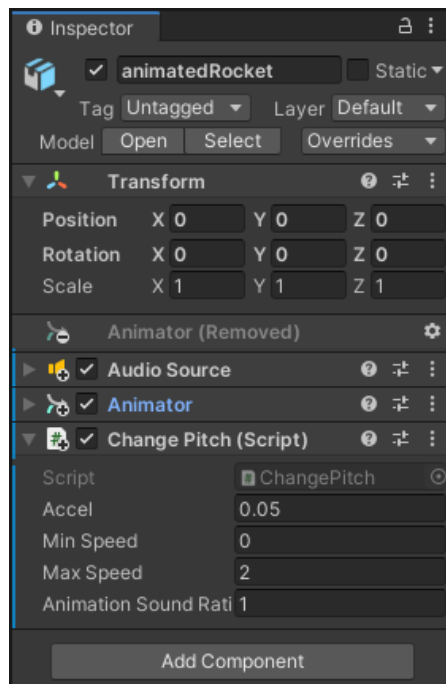 Inspector
animatedRocket Static
Tag Untagged Layer Default
Model Open Select Overrides
Transform
Position X 0 Y 0 Z 0
Rotation X 0 Y 0 Z 0
Scale X 1 Y 1 Z 1
Animator (Removed)
Audio Source
Animator
Change Pitch (Script)
Script ChangePitch
Accel 0.05
Min Speed 0
Max Speed 2
Animation Sound Rati 1
Add Component